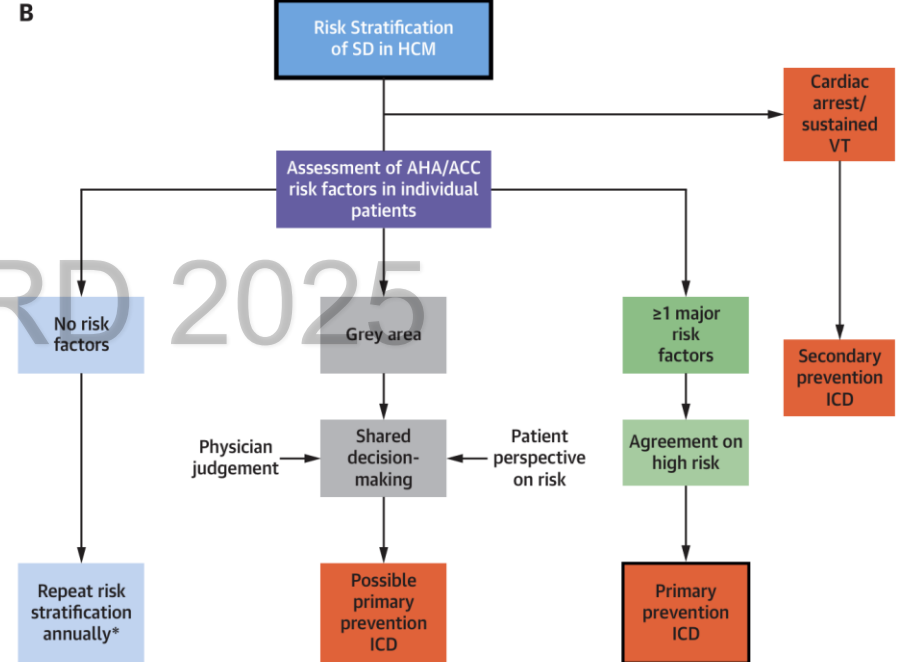 B
Risk Stratification
of SD in HCM
Cardiac
arrest/
sustained
VT
Assessment of AHA/ACC
risk factors in individual
patients
RD 2025
No risk
factors
Grey area
≥1 major
risk
factors
Secondary
prevention
ICD
Physician
judgement
Shared
decision-
making
Patient
perspective
on risk
Agreement on
high risk
Repeat risk
stratification
annually*
Possible
primary
prevention
ICD
Primary
prevention
ICD